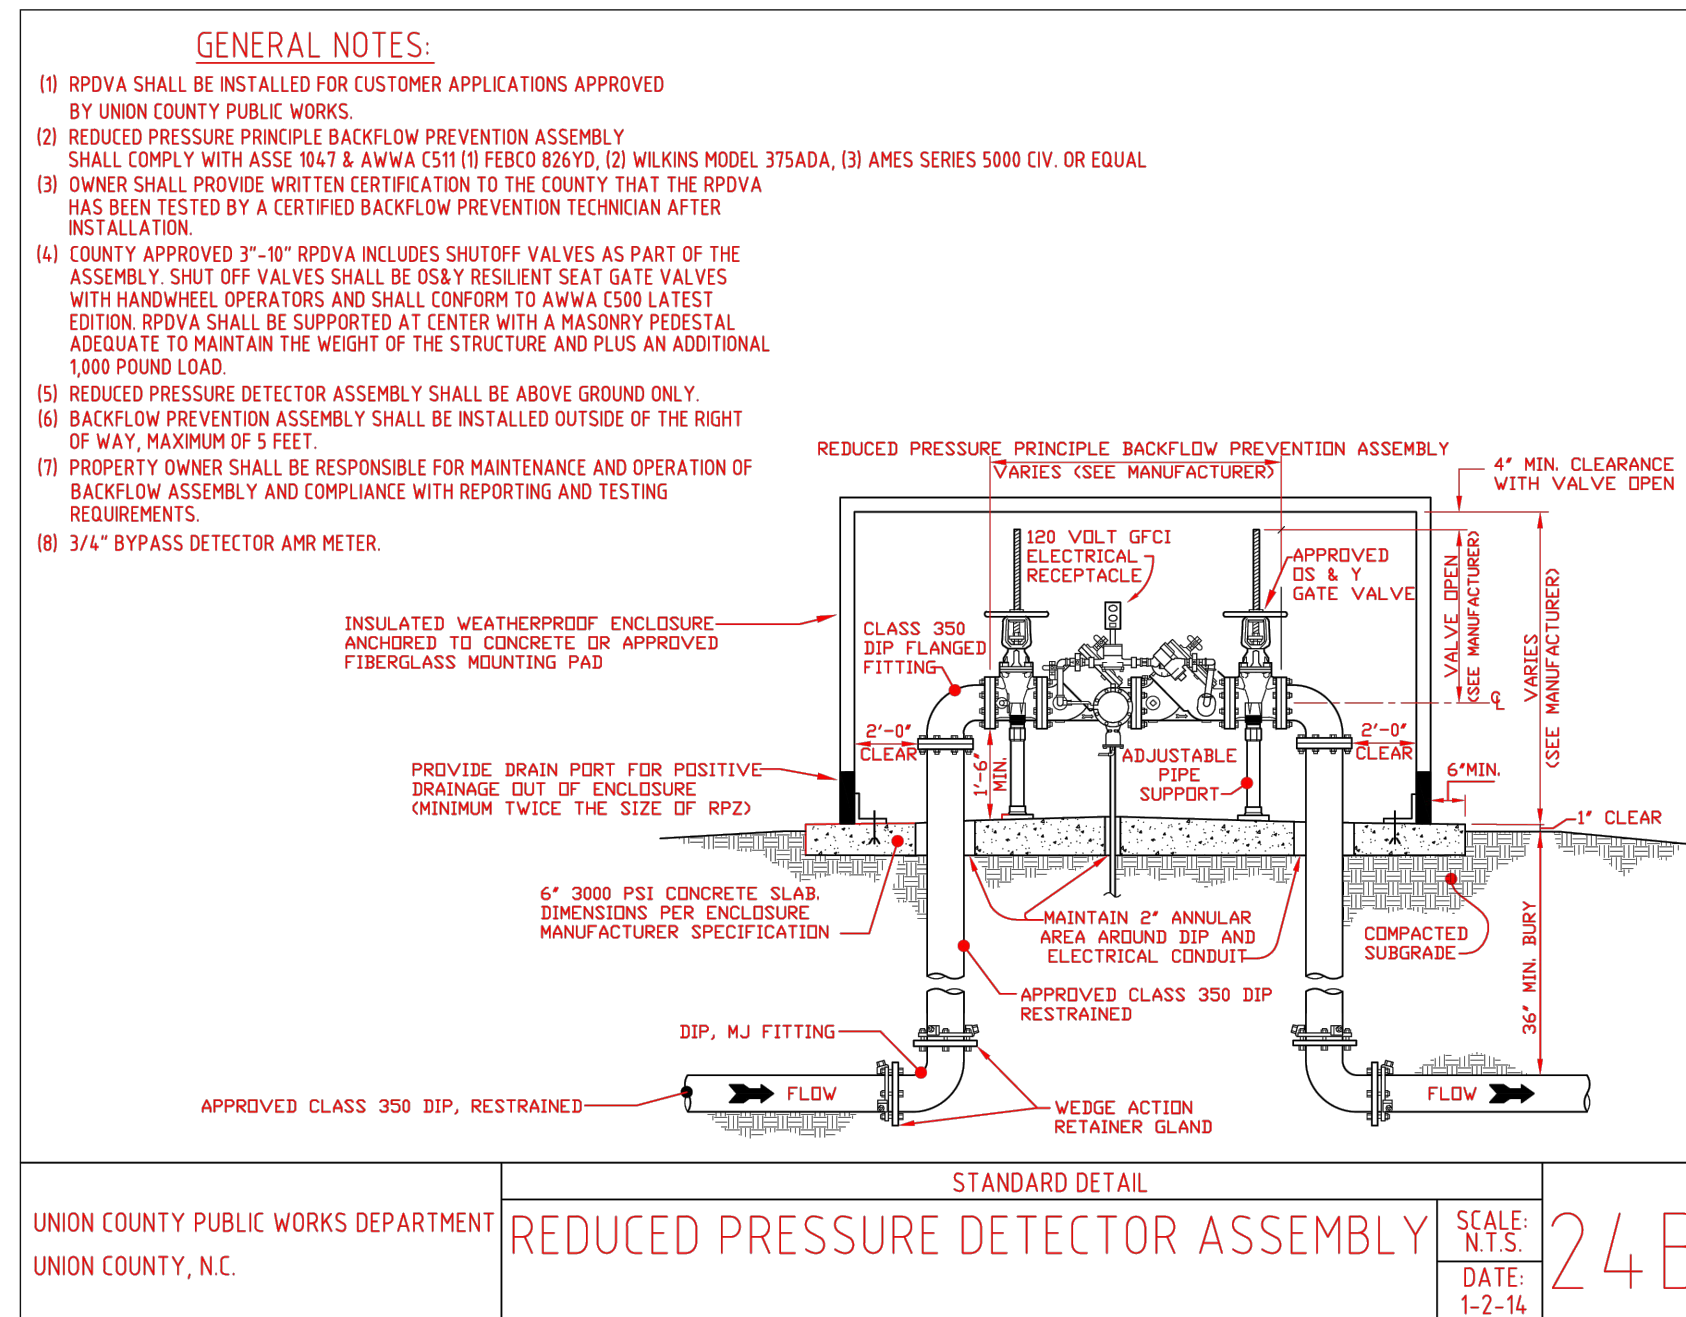 GENERAL NOTES:
(1) RPDVA SHALL BE INSTALLED FOR CUSTOMER APPLICATIONS APPROVED
BY UNION COUNTY PUBLIC WORKS.
(2) REDUCED PRESSURE PRINCIPLE BACKFLOW PREVENTION ASSEMBLY
SHALL COMPLY WITH ASSE 1047 & AWWA C511 (1) FEBCO 826YD, (2) WILKINS MODEL 375ADA, (3) AMES SERIES 5000 CIV. OR EQUAL
(3) OWNER SHALL PROVIDE WRITTEN CERTIFICATION TO THE COUNTY THAT THE RPDVA
HAS BEEN TESTED BY A CERTIFIED BACKFLOW PREVENTION TECHNICIAN AFTER
INSTALLATION.
(4) COUNTY APPROVED 3"-10" RPDVA INCLUDES SHUTOFF VALVES AS PART OF THE
ASSEMBLY. SHUT OFF VALVES SHALL BE OS&Y RESILIENT SEAT GATE VALVES
WITH HANDWHEEL OPERATORS AND SHALL CONFORM TO AWWA C500 LATEST
EDITION. RPDVA SHALL BE SUPPORTED AT CENTER WITH A MASONRY PEDESTAL
ADEQUATE TO MAINTAIN THE WEIGHT OF THE STRUCTURE AND PLUS AN ADDITIONAL
1,000 POUND LOAD.
(5) REDUCED PRESSURE DETECTOR ASSEMBLY SHALL BE ABOVE GROUND ONLY.
(6) BACKFLOW PREVENTION ASSEMBLY SHALL BE INSTALLED OUTSIDE OF THE RIGHT
OF WAY, MAXIMUM OF 5 FEET.
(7) PROPERTY OWNER SHALL BE RESPONSIBLE FOR MAINTENANCE AND OPERATION OF
BACKFLOW ASSEMBLY AND COMPLIANCE WITH REPORTING AND TESTING
REQUIREMENTS.
(8) 3/4" BYPASS DETECTOR AMR METER.
REDUCED PRESSURE PRINCIPLE BACKFLOW PREVENTION ASSEMBLY
VARIES (SEE MANUFACTURER)
4" MIN. CLEARANCE
WITH VALVE OPEN
120 VOLT GFCI
ELECTRICAL
RECEPTACLE
APPROVED
OS & Y
GATE VALVE
VALVE OPEN
(SEE MANUFACTURER)
VARIES
(SEE MANUFACTURER)
INSULATED WEATHERPROOF ENCLOSURE
ANCHORED TO CONCRETE OR APPROVED
FIBERGLASS MOUNTING PAD
CLASS 350
DIP FLANGED
FITTING
CL
2'-0"
CLEAR
1'-6"
MIN.
ADJUSTABLE
PIPE
SUPPORT
2'-0"
CLEAR
6"MIN.
PROVIDE DRAIN PORT FOR POSITIVE
DRAINAGE OUT OF ENCLOSURE
(MINIMUM TWICE THE SIZE OF RPZ)
1" CLEAR
6" 3000 PSI CONCRETE SLAB.
DIMENSIONS PER ENCLOSURE
MANUFACTURER SPECIFICATION
MAINTAIN 2" ANNULAR
AREA AROUND DIP AND
ELECTRICAL CONDUIT
COMPACTED
SUBGRADE
36" MIN. BURY
APPROVED CLASS 350 DIP
RESTRAINED
DIP, MJ FITTING
FLOW
FLOW
APPROVED CLASS 350 DIP, RESTRAINED
WEDGE ACTION
RETAINER GLAND
UNION COUNTY PUBLIC WORKS DEPARTMENT
UNION COUNTY, N.C.
STANDARD DETAIL
REDUCED PRESSURE DETECTOR ASSEMBLY
SCALE:
N.T.S.
DATE:
1-2-14
24